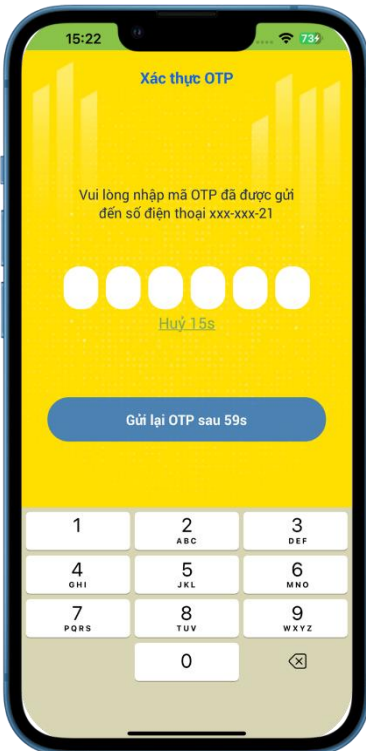 15:22
73
Xác thực OTP
Vui lòng nhập mã OTP đã được gửi
đến số điện thoại xxx-xxx-21
Huỷ 15s
Gửi lại OTP sau 59s
1
2
ABC
3
DEF
4
GHI
5
JKL
6
MNO
7
PQRS
8
TUV
9
WXYZ
0